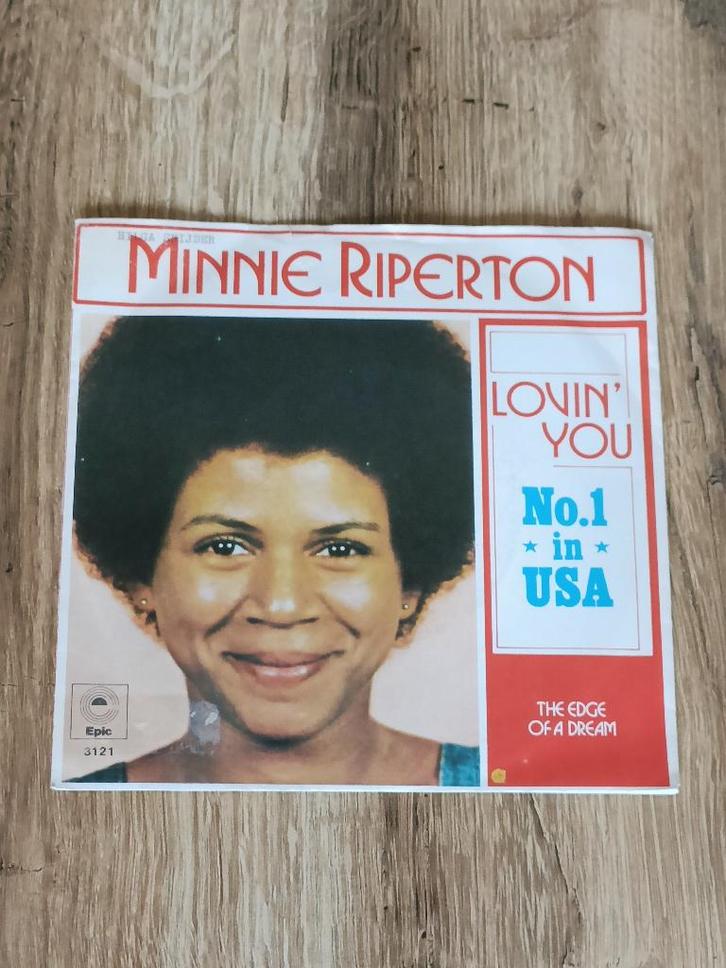 MINNIE RIPERTON
LOVIN'
YOU
No.1
in
USA
THE EDGE
OF A DREAM
Epic
3121